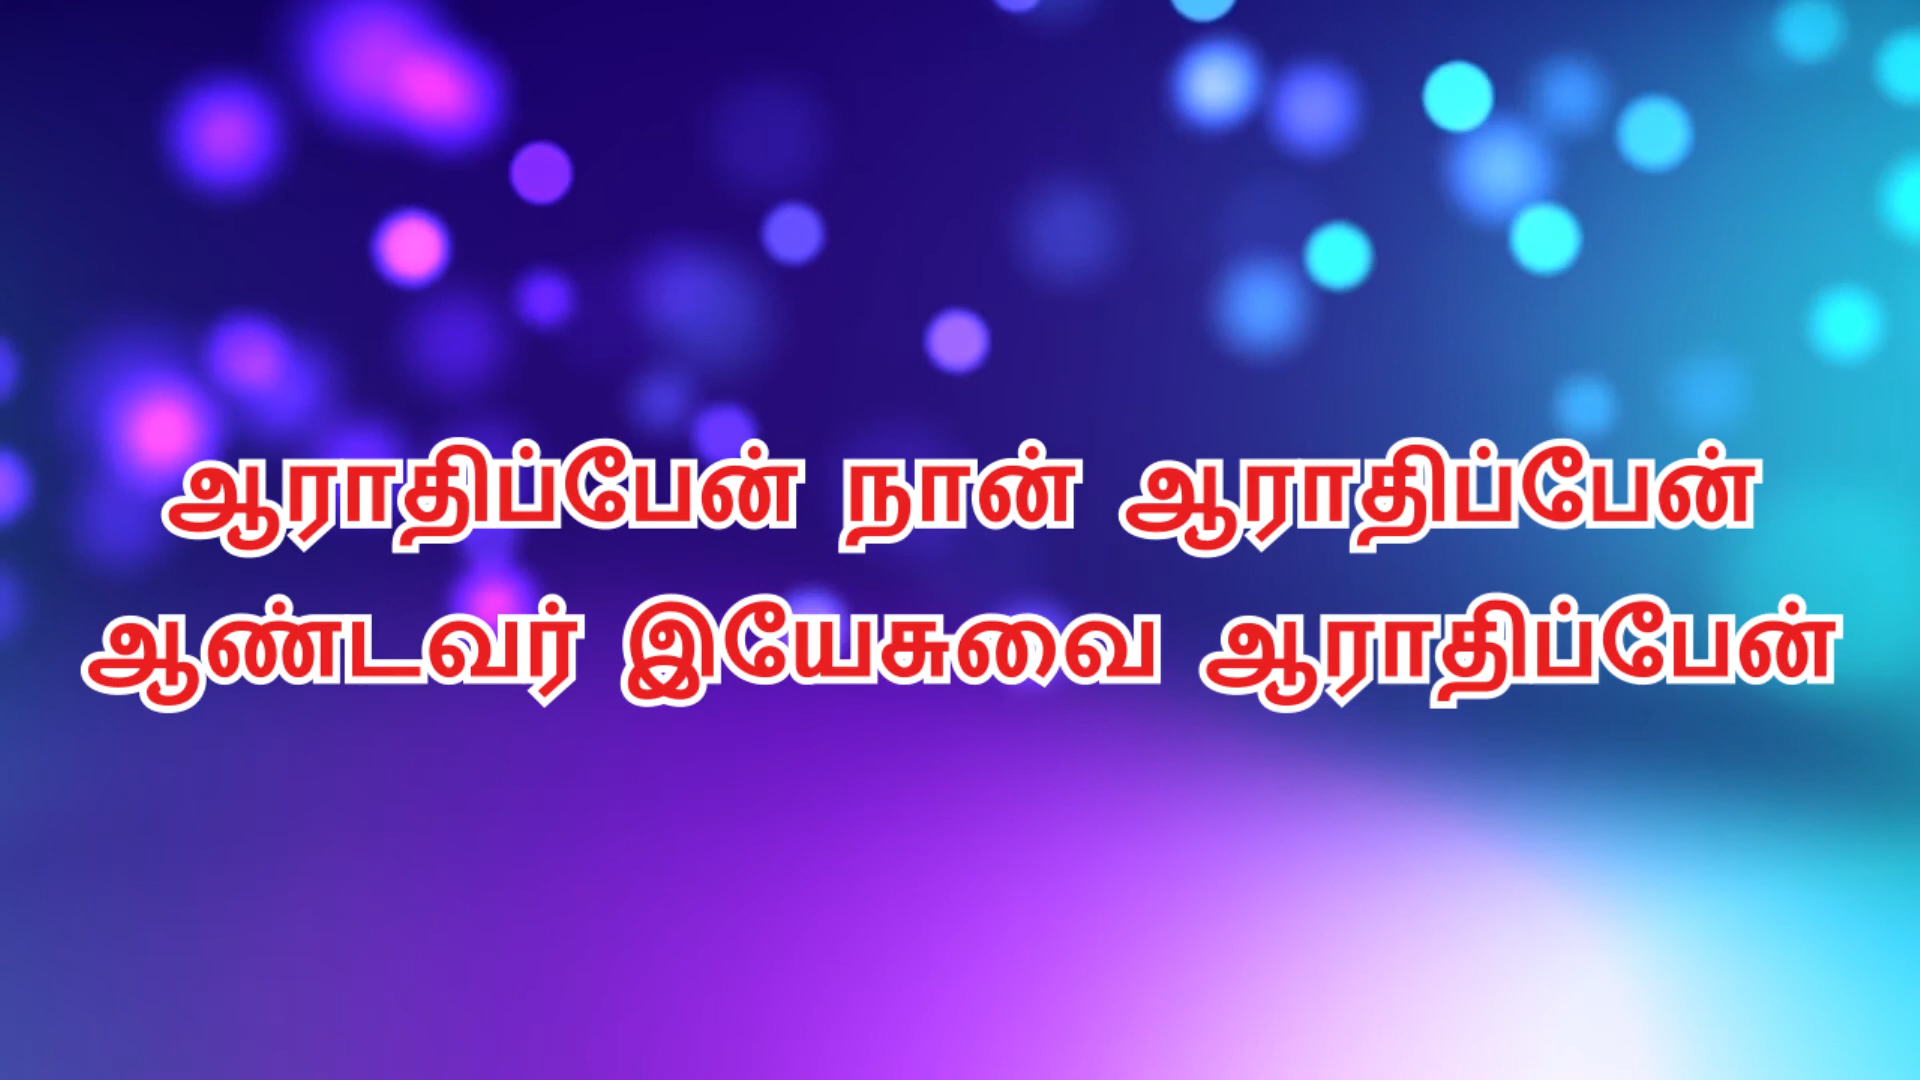 ஆராதிப்பேன் நான் ஆராதிப்பேன்
ஆண்டவர் இயேசுவை ஆராதிப்பேன்